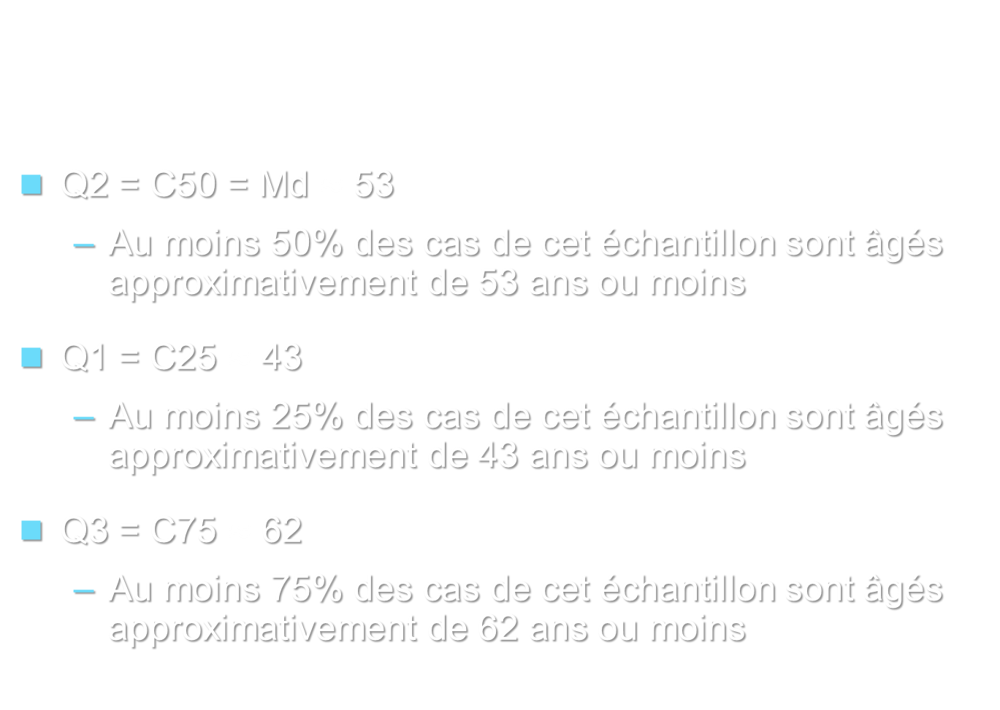 ■ Q2 = C50 = Md 53
– Au moins 50% des cas de cet échantillon sont âgés
approximativement de 53 ans ou moins
■ Q1 = C25 43
– Au moins 25% des cas de cet échantillon sont âgés
approximativement de 43 ans ou moins
■ Q3 = C75 62
– Au moins 75% des cas de cet échantillon sont âgés
approximativement de 62 ans ou moins